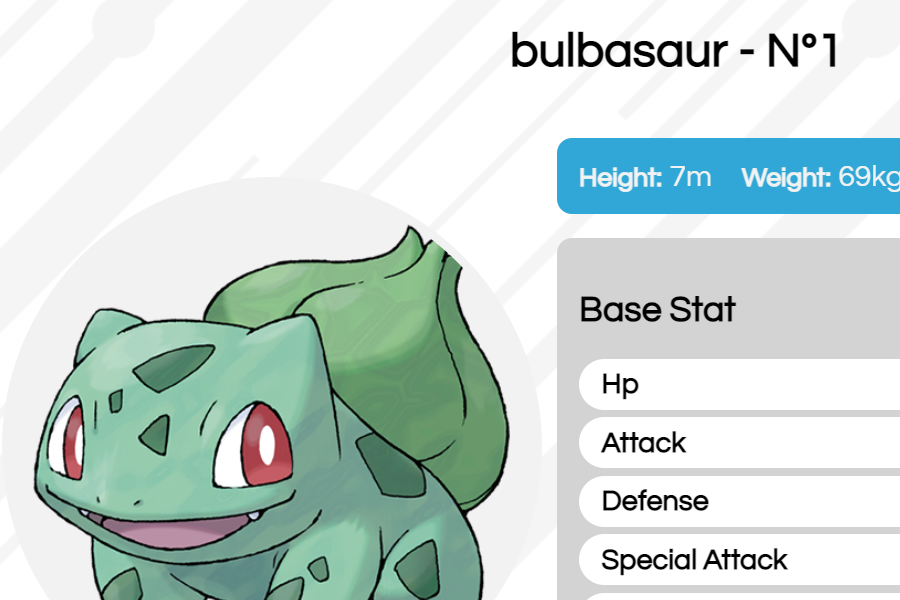 bulbasaur - N°1
Height: 7m Weight: 69kg
Base Stat
Hp
Attack
Defense
Special Attack